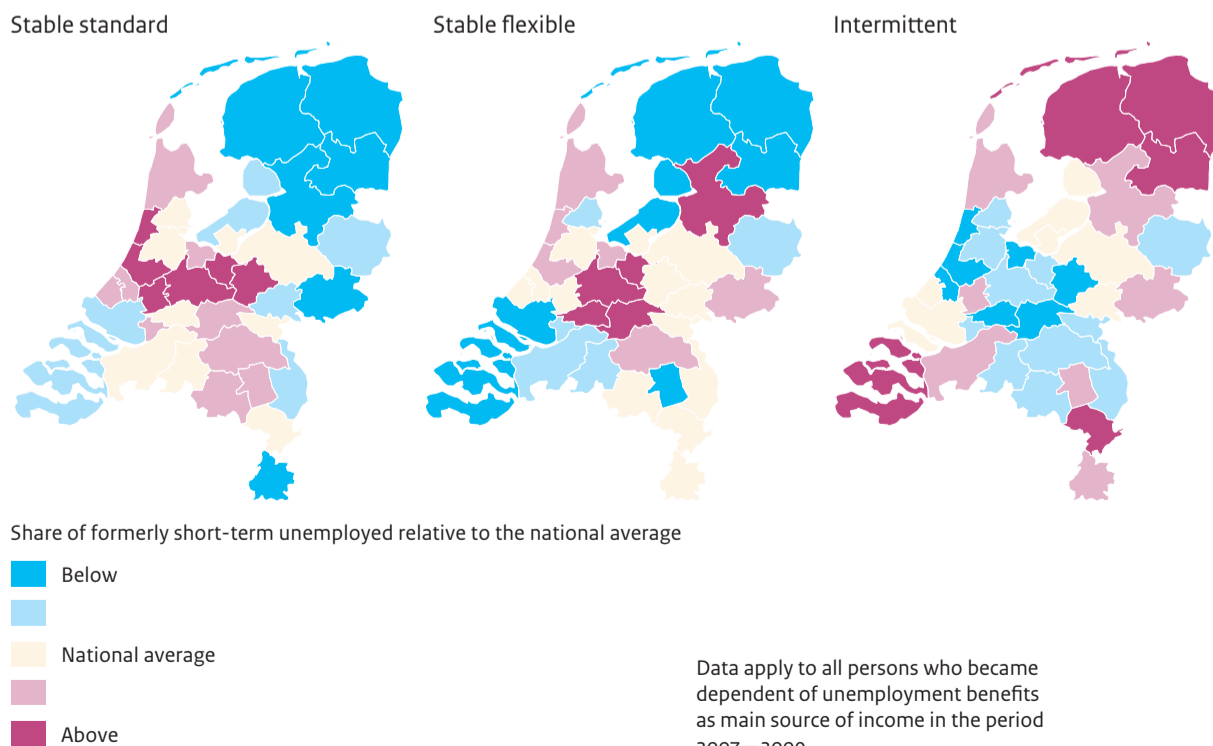 Stable standard
Stable flexible
Intermittent
Share of formerly short-term unemployed relative to the national average
Below
National average
Above
Data apply to all persons who became
dependent of unemployment benefits
as main source of income in the period